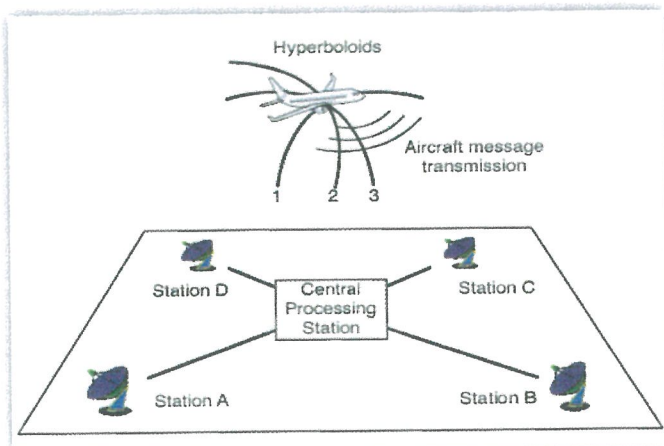 Hyperboloids
Aircraft message
transmission
1 2 3
Station D
Central
Processing
Station
Station C
Station A
Station B